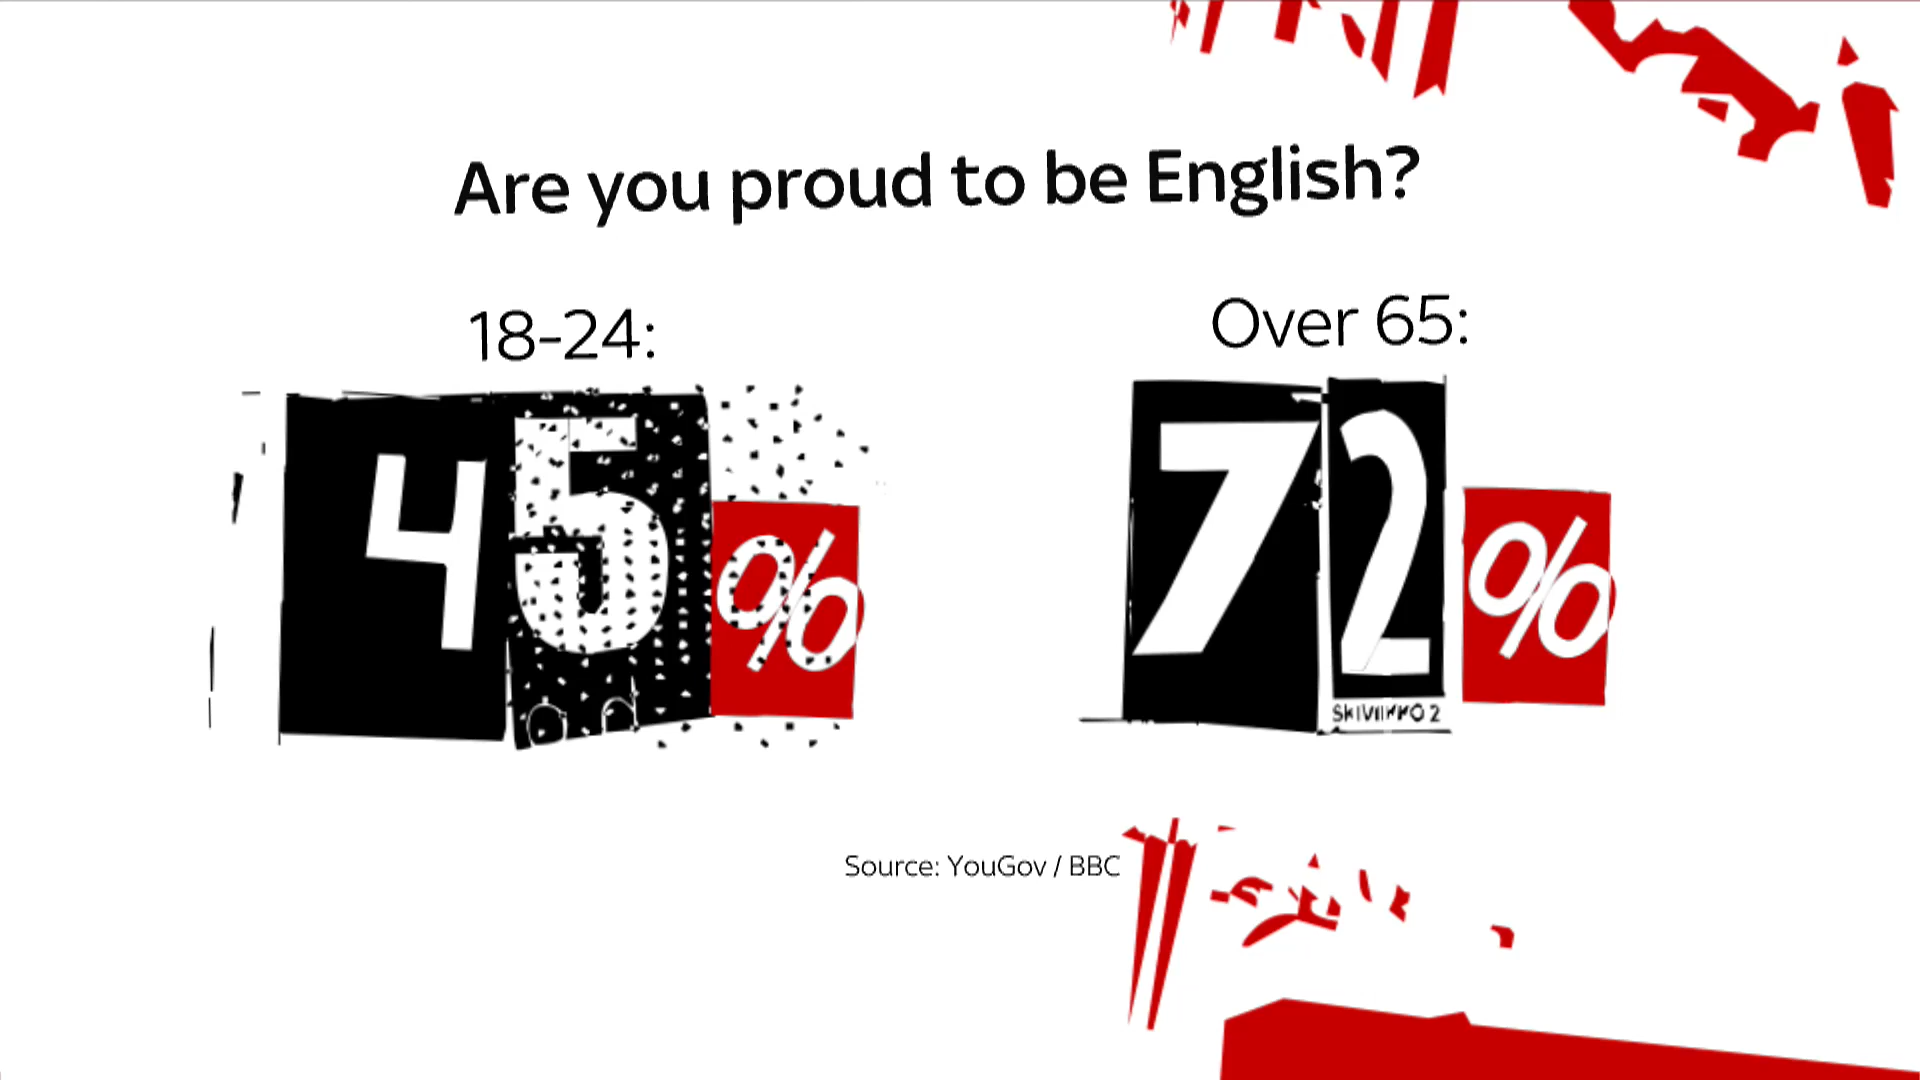 Are you proud to be English?
18-24:
45%
Over 65:
72%
Source: YouGov / BBC